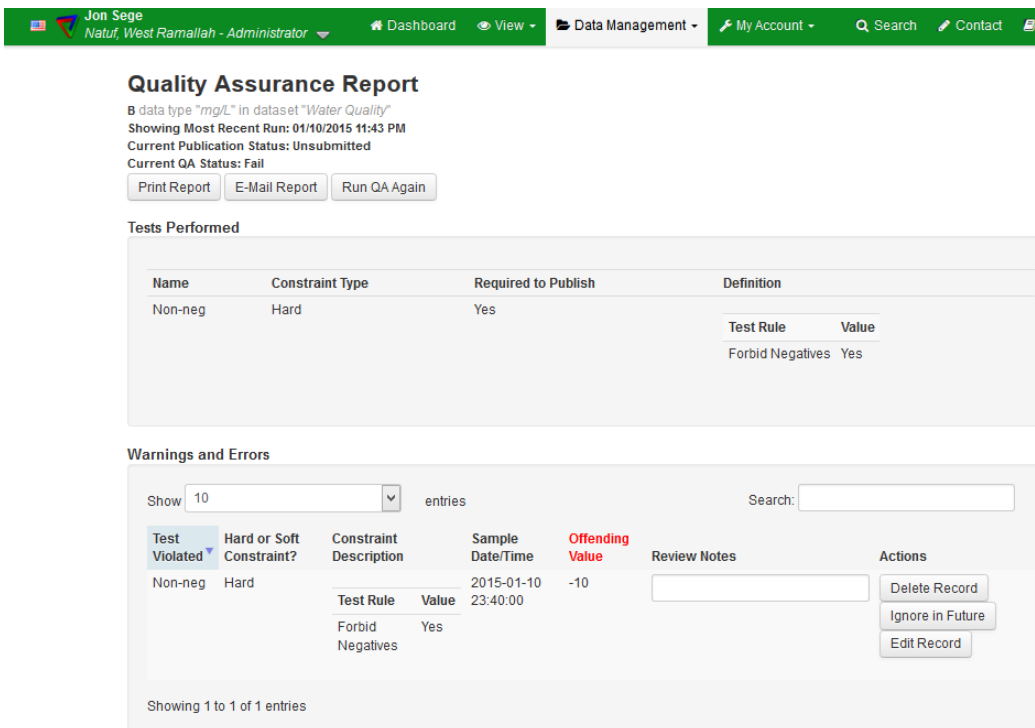 Jon Sege
Natuf, West Ramallah - Administrator
Dashboard View Data Management My Account Search Contact
Quality Assurance Report
B data type "mg/L" in dataset "Water Quality"
Showing Most Recent Run: 01/10/2015 11:43 PM
Current Publication Status: Unsubmitted
Current QA Status: Fail
Print Report E-Mail Report Run QA Again
Tests Performed
Name Constraint Type Required to Publish Definition
Non-neg Hard Yes
Test Rule Value
Forbid Negatives Yes
Warnings and Errors
Show 10 entries Search:
Test Violated Hard or Soft Constraint? Constraint Description Sample Date/Time Offending Value Review Notes Actions
Non-neg Hard 2015-01-10 23:40:00 -10
Test Rule Value
Forbid Negatives Yes
Delete Record
Ignore in Future
Edit Record
Showing 1 to 1 of 1 entries